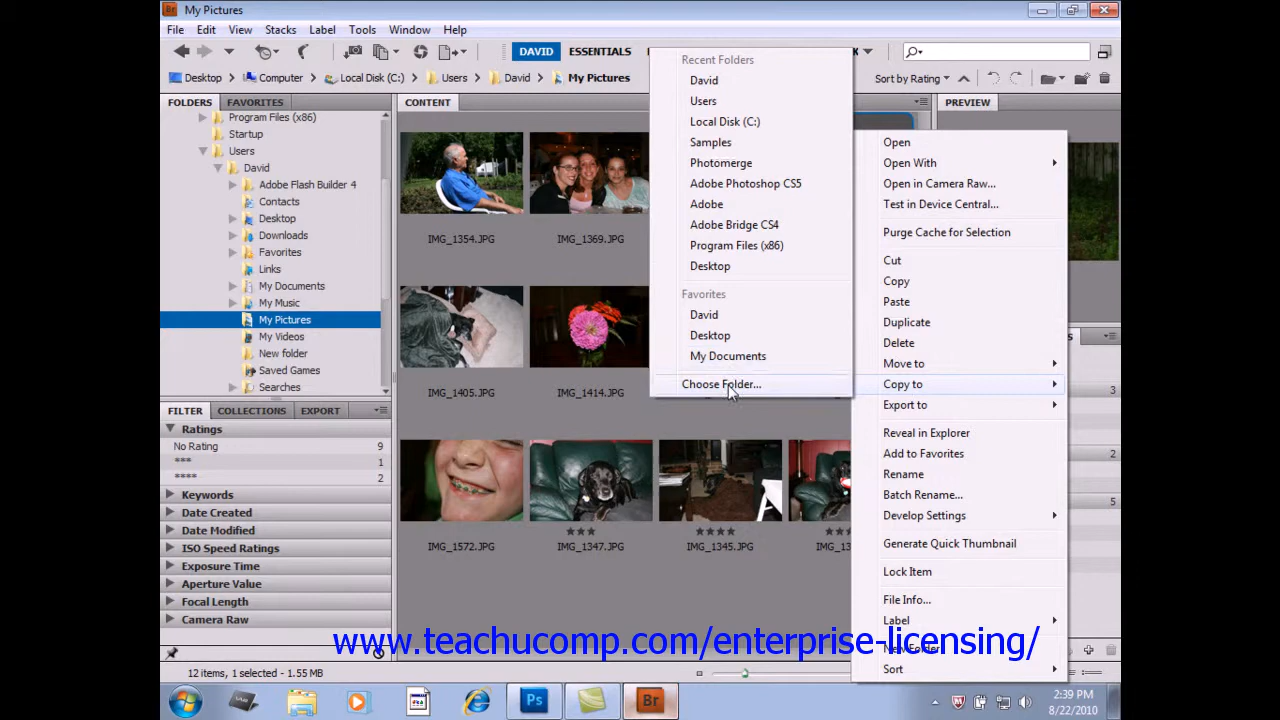 Br My Pictures
File Edit View Stacks Label Tools Window Help
DAVID ESSENTIALS
Desktop Computer Local Disk (C:) Users David My Pictures
Sort by Rating
FOLDERS FAVORITES
Program Files (x86)
Startup
Users
David
Adobe Flash Builder 4
Contacts
Desktop
Downloads
Favorites
Links
My Documents
My Music
My Pictures
My Videos
New folder
Saved Games
Searches
FILTER COLLECTIONS EXPORT
Ratings
No Rating 9
*** 1
**** 2
Keywords
Date Created
Date Modified
ISO Speed Ratings
Exposure Time
Aperture Value
Focal Length
Camera Raw
CONTENT
IMG_1354.JPG IMG_1369.JPG
IMG_1405.JPG IMG_1414.JPG
IMG_1572.JPG IMG_1347.JPG IMG_1345.JPG
Recent Folders
David
Users
Local Disk (C:)
Samples
Photomerge
Adobe Photoshop CS5
Adobe
Adobe Bridge CS4
Program Files (x86)
Desktop
Favorites
David
Desktop
My Documents
Choose Folder...
PREVIEW
Open
Open With
Open in Camera Raw...
Test in Device Central...
Purge Cache for Selection
Cut
Copy
Paste
Duplicate
Delete
Move to
Copy to
Export to
Reveal in Explorer
Add to Favorites
Rename
Batch Rename...
Develop Settings
Generate Quick Thumbnail
Lock Item
File Info...
Label
New Folder
Sort
3
2
5
www.teachucomp.com/enterprise-licensing/
12 items, 1 selected - 1.55 MB
Ps Br
2:39 PM
8/22/2010